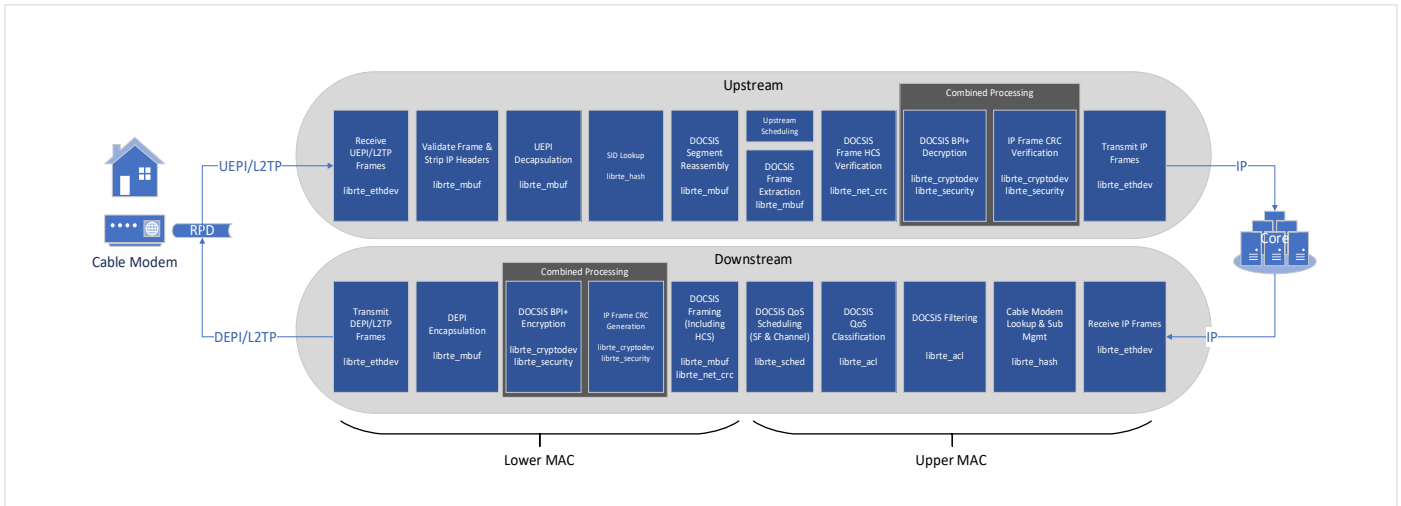 Upstream
Combined Processing
Receive
UEPI/L2TP
Frames
librte_ethdev
Validate Frame &
Strip IP Headers
librte_mbuf
UEPI
Decapsulation
librte_mbuf
SID Lookup
librte_hash
DOCSIS
Segment
Reassembly
librte_mbuf
Upstream
Scheduling
DOCSIS
Frame
Extraction
librte_mbuf
DOCSIS
Frame HCS
Verification
librte_net_crc
DOCSIS BPI+
Decryption
librte_cryptodev
librte_security
IP Frame CRC
Verification
librte_cryptodev
librte_security
Transmit IP
Frames
librte_ethdev
UEPI/L2TP
IP
RPD
Cable Modem
Core
Downstream
Combined Processing
Transmit
DEPI/L2TP
Frames
librte_ethdev
DEPI
Encapsulation
librte_mbuf
DOCSIS BPI+
Encryption
librte_cryptodev
librte_security
IP Frame CRC
Generation
librte_cryptodev
librte_security
DOCSIS
Framing
(Including
HCS)
librte_mbuf
librte_net_crc
DOCSIS QoS
Scheduling
(SF & Channel)
librte_sched
DOCSIS
QoS
Classification
librte_acl
DOCSIS Filtering
librte_acl
Cable Modem
Lookup & Sub
Mgmt
librte_hash
Receive IP Frames
librte_ethdev
DEPI/L2TP
IP
Lower MAC
Upper MAC